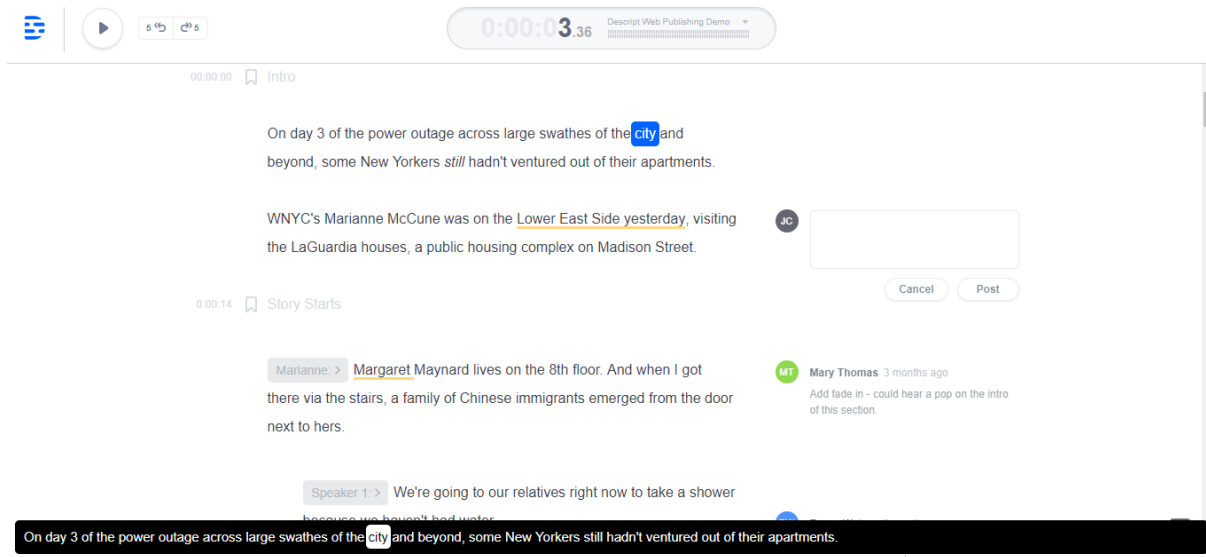 5 5
0:00:03.36
Descript Web Publishing Demo
00:00:00 Intro
On day 3 of the power outage across large swathes of the city and
beyond, some New Yorkers still hadn't ventured out of their apartments.
WNYC's Marianne McCune was on the Lower East Side yesterday, visiting
the LaGuardia houses, a public housing complex on Madison Street.
JC
Cancel Post
0:00:14 Story Starts
Marianne: > Margaret Maynard lives on the 8th floor. And when I got
there via the stairs, a family of Chinese immigrants emerged from the door
next to hers.
MT Mary Thomas 3 months ago
Add fade in - could hear a pop on the intro
of this section.
Speaker 1: > We're going to our relatives right now to take a shower
because we haven't had water
On day 3 of the power outage across large swathes of the city and beyond, some New Yorkers still hadn't ventured out of their apartments.